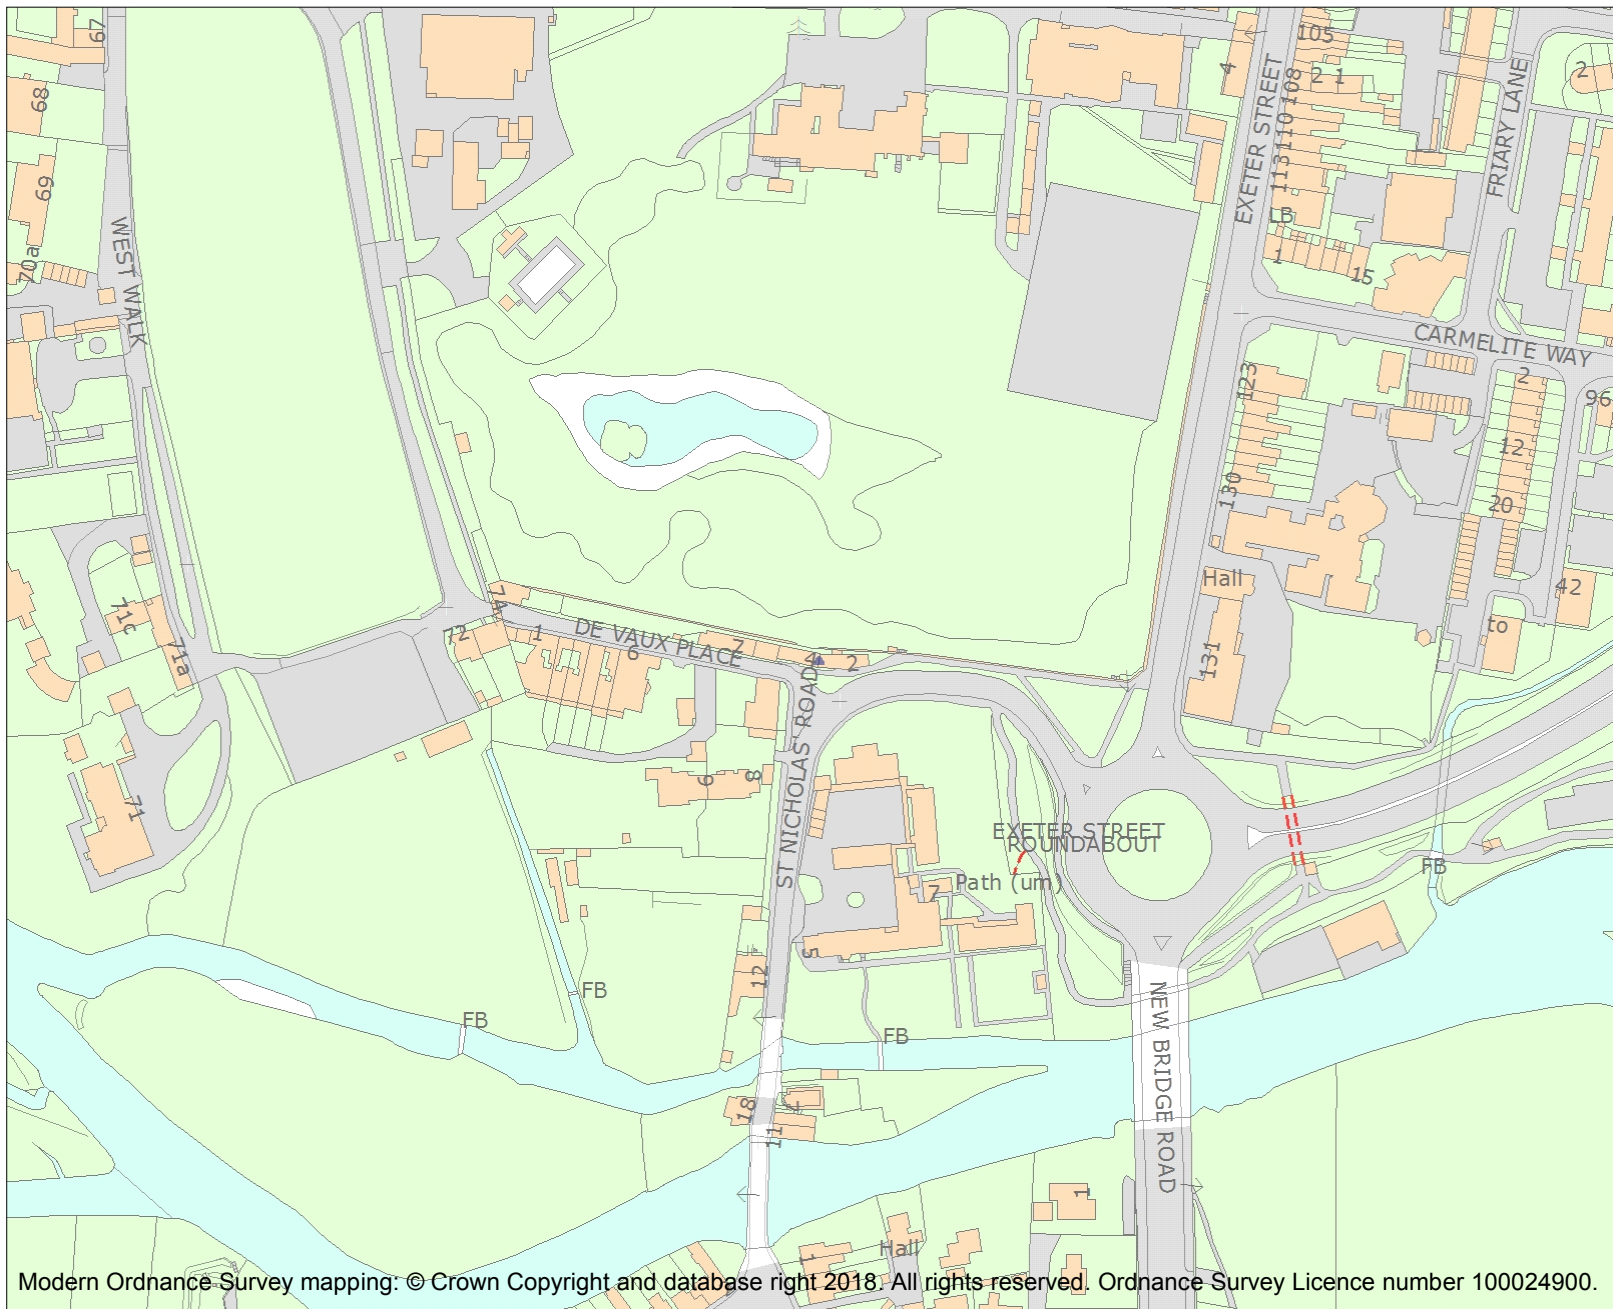 67
68
69
70a
WEST WALK
4
EXETER STREET
105
2 1
108
110
113
LB
1
15
FRIARY LANE
2
CARMELITE WAY
2
96
123
130
12
20
42
to
Hall
131
71c
71a
71
72
74
1
6
DE VAUX PLACE
7
4
2
ST NICHOLAS' ROAD
9
8
EXETER STREET
ROUNDABOUT
Path (um)
7
5
12
FB
FB
FB
FB
NEW BRIDGE ROAD
18
11
1
1
Hall
Modern Ordnance Survey mapping: © Crown Copyright and database right 2018. All rights reserved. Ordnance Survey Licence number 100024900.